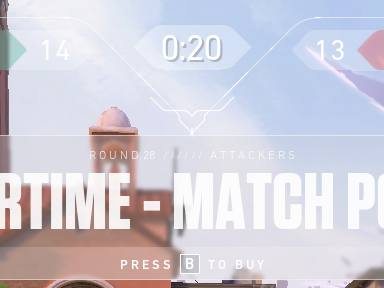 14 0:20 13
ROUND 28 ////// ATTACKERS
RTIME - MATCH PO
PRESS B TO BUY